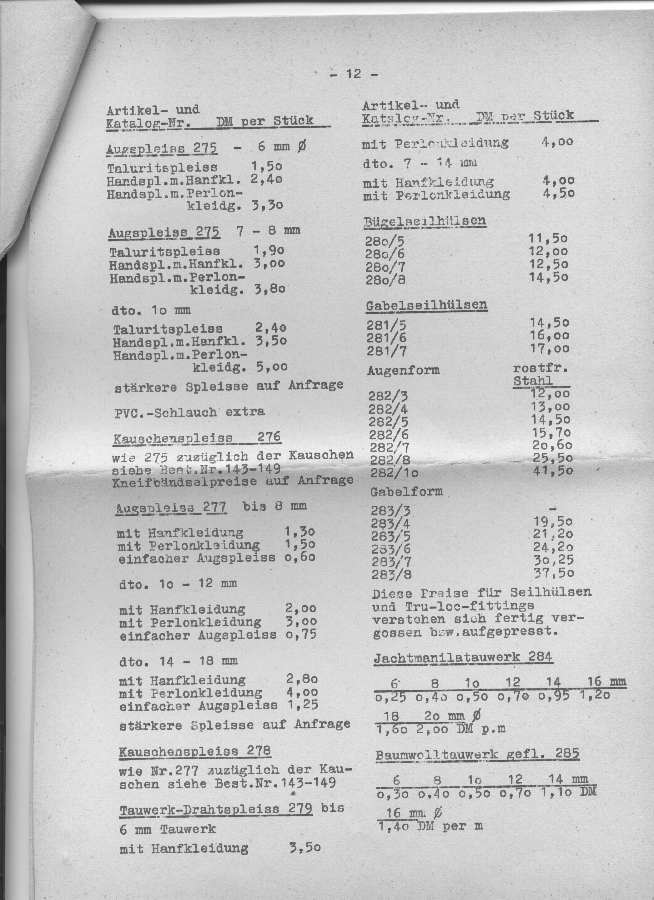 - 12 -
Artikel- und
Katalog-Nr. DM per Stück
Augspleiss 275 - 6 mm Ø
Taluritspleiss 1,50
Handspl.m.Hanfkl. 2,40
Handspl.m.Perlon-
kleidg. 3,30
Augspleiss 275 7 - 8 mm
Taluritspleiss 1,90
Handspl.m.Hanfkl. 3,oo
Handspl.m.Perlon-
kleidg. 3,80
dto. 1o mm
Taluritspleiss 2,40
Handspl.m.Hanfkl. 3,50
Handspl.m.Perlon-
kleidg. 5,oo
stärkere Spleisse auf Anfrage
PVC.-Schlauch extra
Kauschenspleiss 276
wie 275 zuzüglich der Kauschen
siehe Best.Nr.143-149
Kneifbändselpreise auf Anfrage
Augspleiss 277 bis 8 mm
mit Hanfkleidung 1,3o
mit Perlonkleidung 1,5o
einfacher Augspleiss o,6o
dto. 1o - 12 mm
mit Hanfkleidung 2,oo
mit Perlonkleidung 3,oo
einfacher Augspleiss o,75
dto. 14 - 18 mm
mit Hanfkleidung 2,8o
mit Perlonkleidung 4,oo
einfacher Augspleiss 1,25
stärkere Spleisse auf Anfrage
Kauschenspleiss 278
wie Nr.277 zuzüglich der Kau-
schen siehe Best.Nr.143-149
Tauwerk-Drahtspleiss 279 bis
6 mm Tauwerk
mit Hanfkleidung 3,5o
Artikel- und
Katalog-Nr. DM per Stück
mit Perlonkleidung 4,oo
dto. 7 - 14 mm
mit Hanfkleidung 4,oo
mit Perlonkleidung 4,5o
Bügelseilhülsen
28o/5 11,5o
28o/6 12,oo
28o/7 12,5o
28o/8 14,5o
Gabelseilhülsen
281/5 14,5o
281/6 16,oo
281/7 17,oo
Augenform rostfr.
Stahl
282/3 12,oo
282/4 13,oo
282/5 14,5o
282/6 15,7o
282/7 2o,6o
282/8 25,5o
282/1o 41,5o
Gabelform
283/3 -
283/4 19,5o
283/5 21,2o
283/6 24,2o
283/7 3o,25
283/8 37,5o
Diese Preise für Seilhülsen
und Tru-loc-fittings
verstehen sich fertig ver-
gossen bzw.aufgepresst.
Jachtmanilatauwerk 284
6 8 1o 12 14 16 mm
o,25 o,4o o,5o o,7o o,95 1,2o
18 2o mm Ø
1,6o 2,oo DM p.m
Baumwolltauwerk gefl. 285
6 8 1o 12 14 mm
o,3o o,4o o,5o o,7o 1,1o DM
16 mm Ø
1,4o DM per m